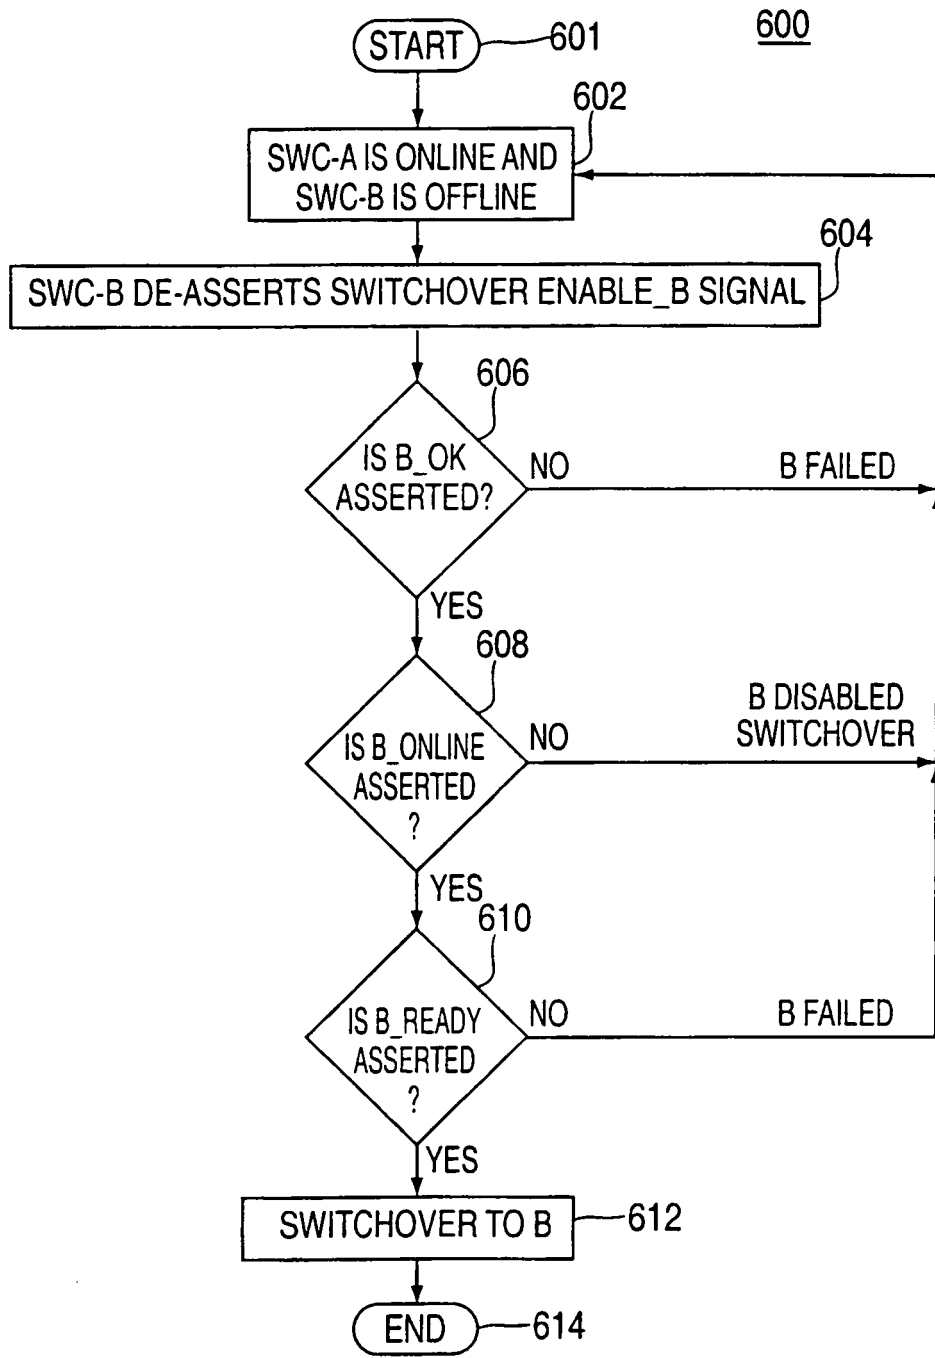 600
START
601
602
SWC-A IS ONLINE AND
SWC-B IS OFFLINE
604
SWC-B DE-ASSERTS SWITCHOVER ENABLE_B SIGNAL
606
IS B_OK
ASSERTED?
NO
B FAILED
YES
608
IS B_ONLINE
ASSERTED
?
NO
B DISABLED
SWITCHOVER
YES
610
IS B_READY
ASSERTED
?
NO
B FAILED
YES
SWITCHOVER TO B
612
END
614